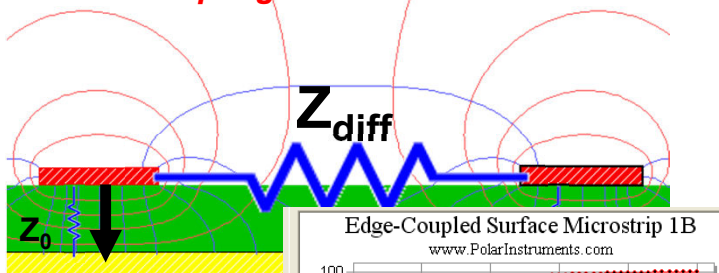 Zdiff
Z0
Edge-Coupled Surface Microstrip 1B
www.PolarInstruments.com
100